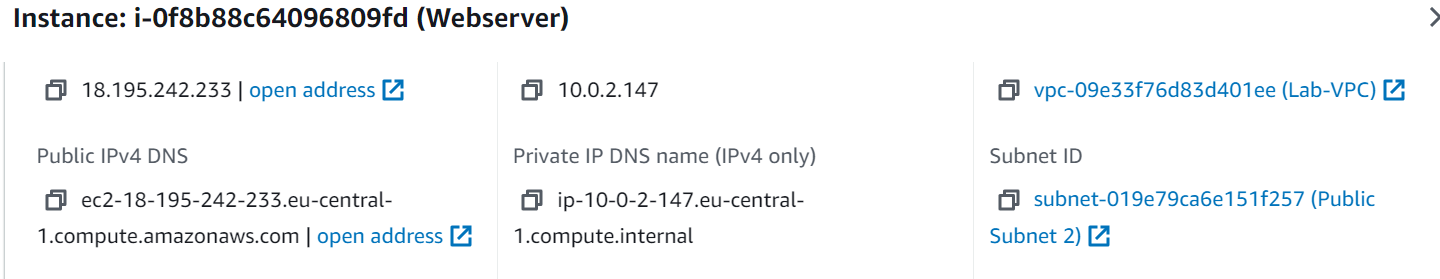 Instance: i-0f8b88c64096809fd (Webserver)
18.195.242.233 | open address
10.0.2.147
vpc-09e33f76d83d401ee (Lab-VPC)
Public IPv4 DNS
Private IP DNS name (IPv4 only)
Subnet ID
ec2-18-195-242-233.eu-central-
1.compute.amazonaws.com | open address
ip-10-0-2-147.eu-central-
1.compute.internal
subnet-019e79ca6e151f257 (Public
Subnet 2)